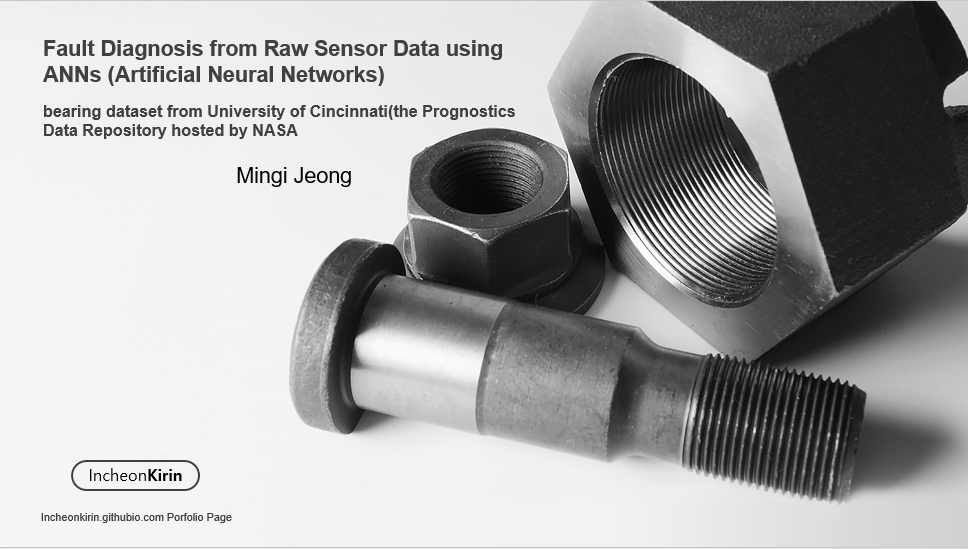 Fault Diagnosis from Raw Sensor Data using
ANNs (Artificial Neural Networks)
bearing dataset from University of Cincinnati(the Prognostics
Data Repository hosted by NASA
Mingi Jeong
IncheonKirin
Incheonkirin.githubio.com Porfolio Page